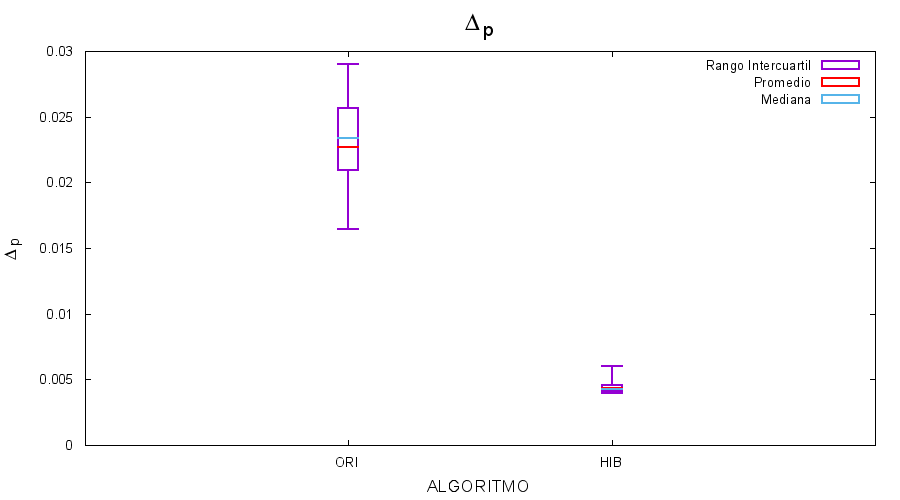 Δp
0.03
0.025
0.02
0.015
0.01
0.005
0
Δp
Rango Intercuartil
Promedio
Mediana
ORI
HIB
ALGORITMO